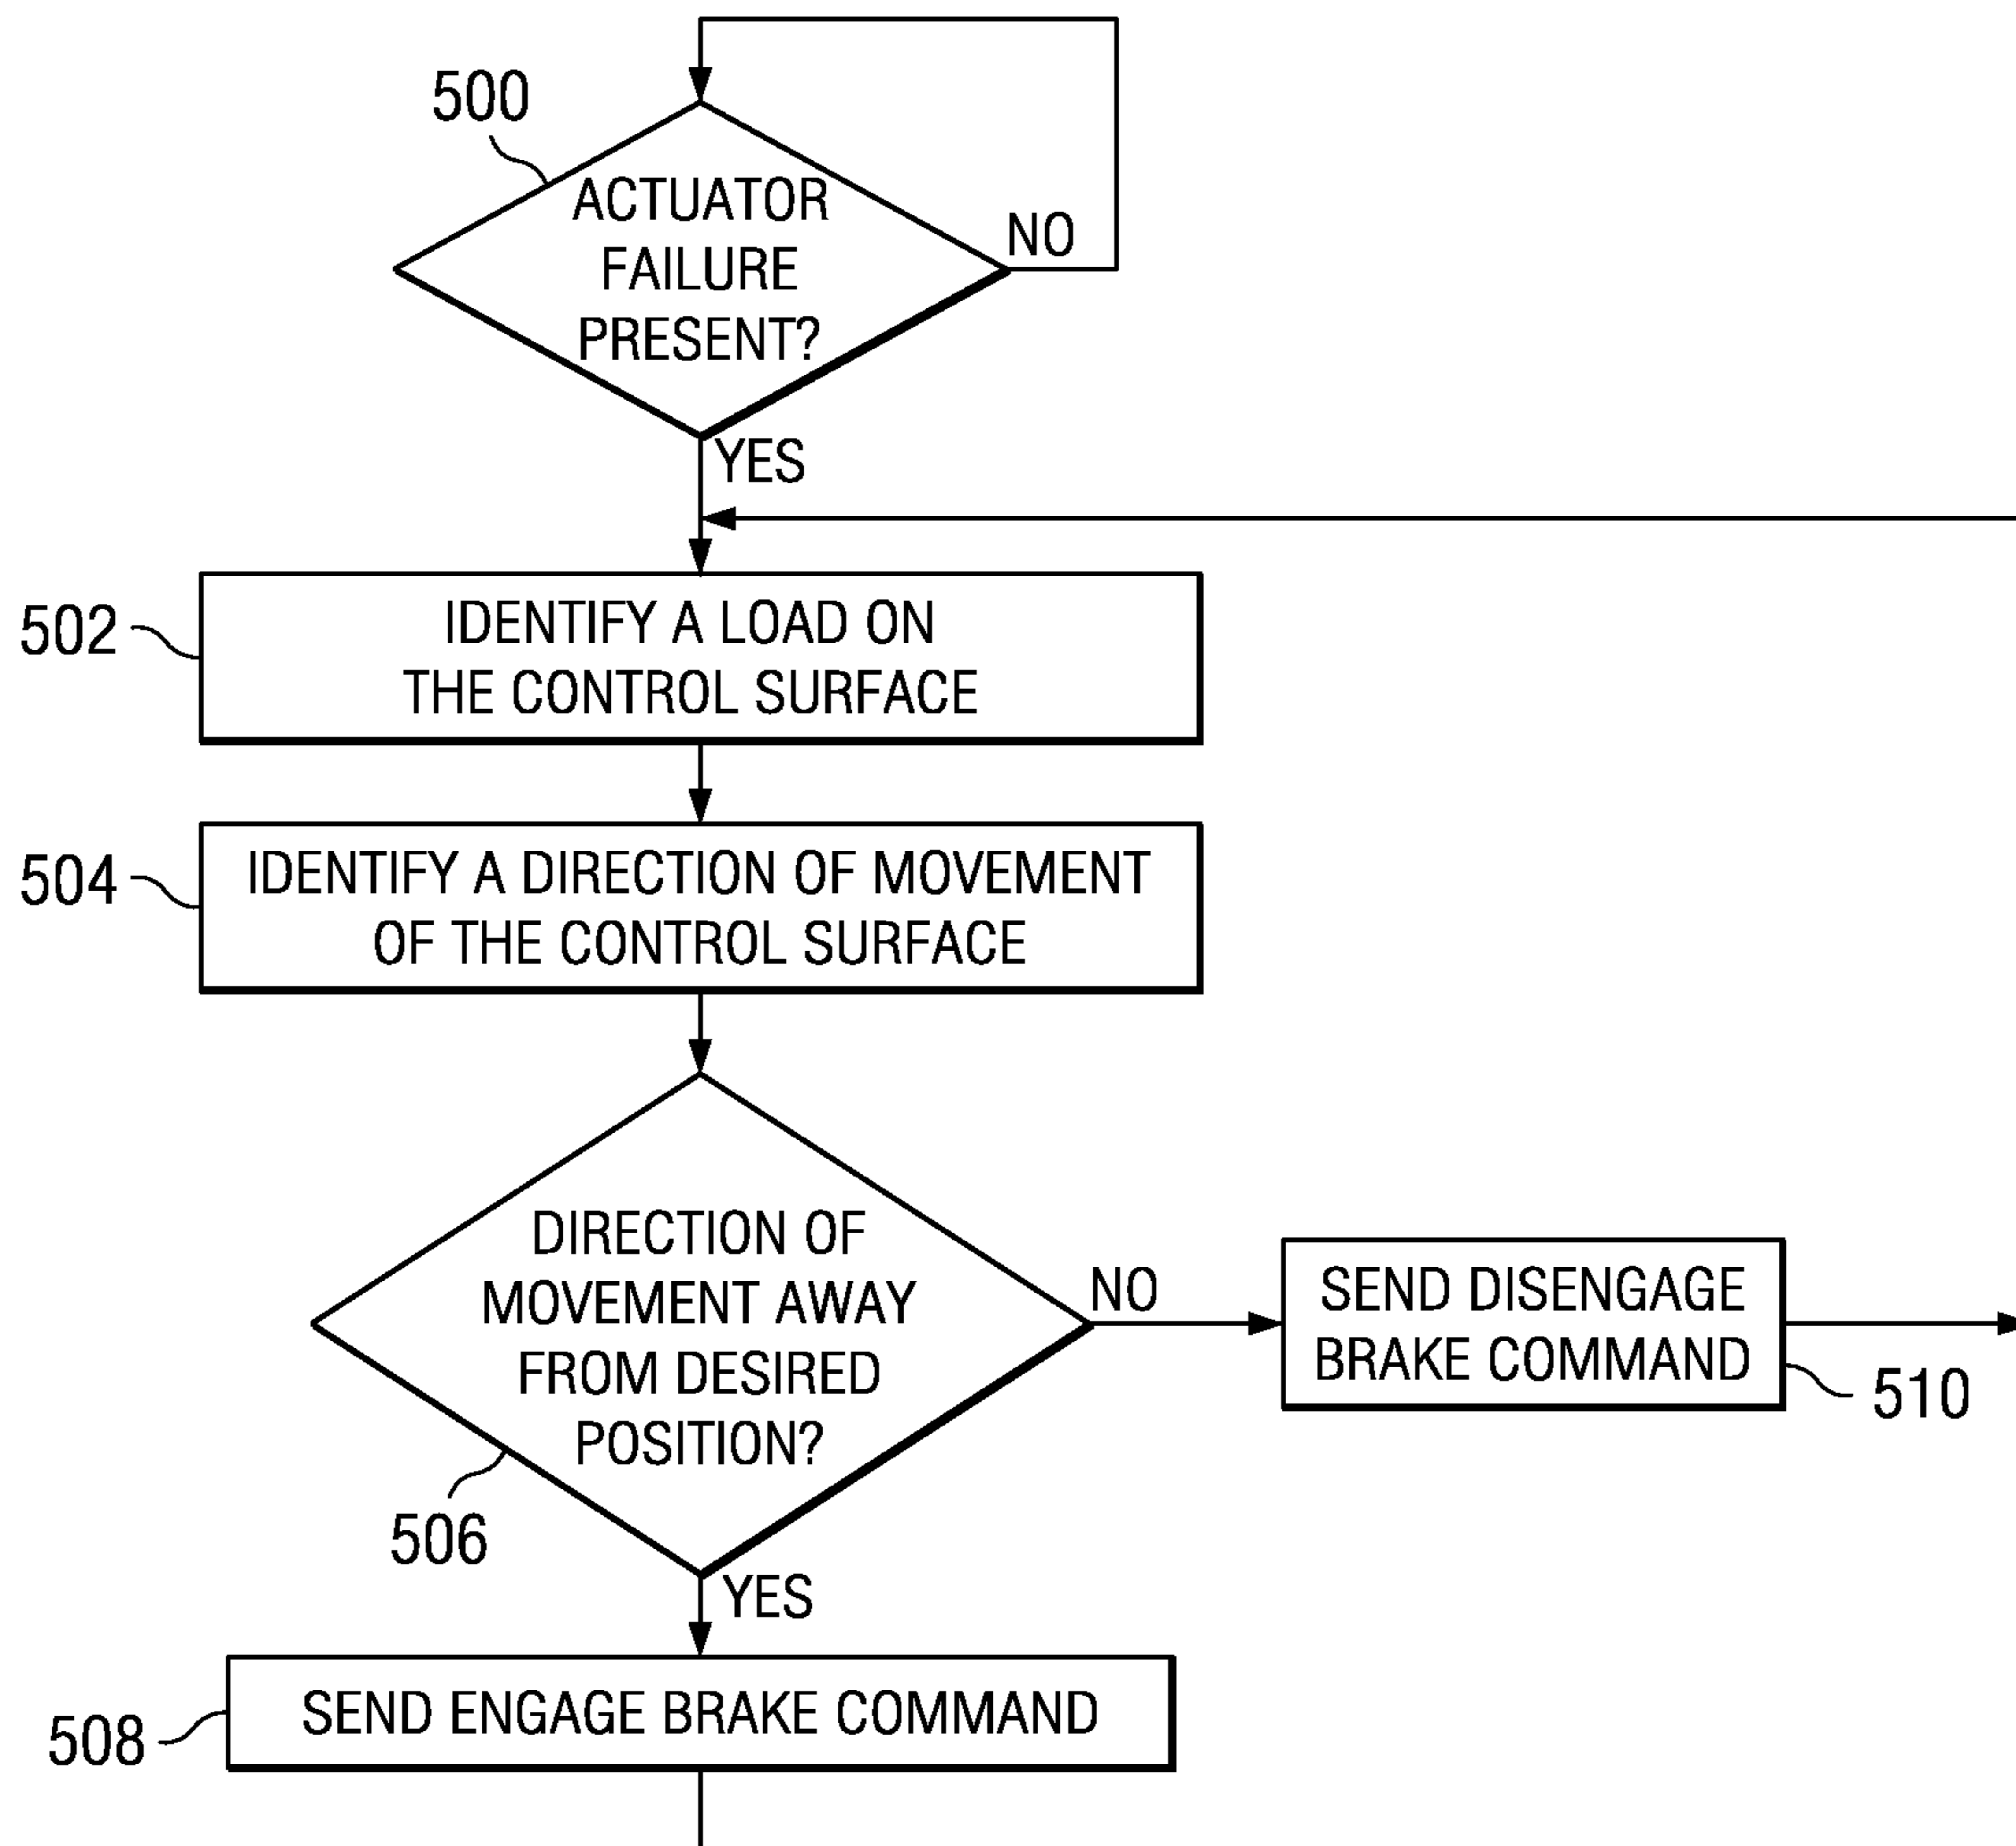 500
ACTUATOR
FAILURE
PRESENT?
NO
YES
502
IDENTIFY A LOAD ON
THE CONTROL SURFACE
504
IDENTIFY A DIRECTION OF MOVEMENT
OF THE CONTROL SURFACE
DIRECTION OF
MOVEMENT AWAY
FROM DESIRED
POSITION?
NO
SEND DISENGAGE
BRAKE COMMAND
510
506
YES
508
SEND ENGAGE BRAKE COMMAND